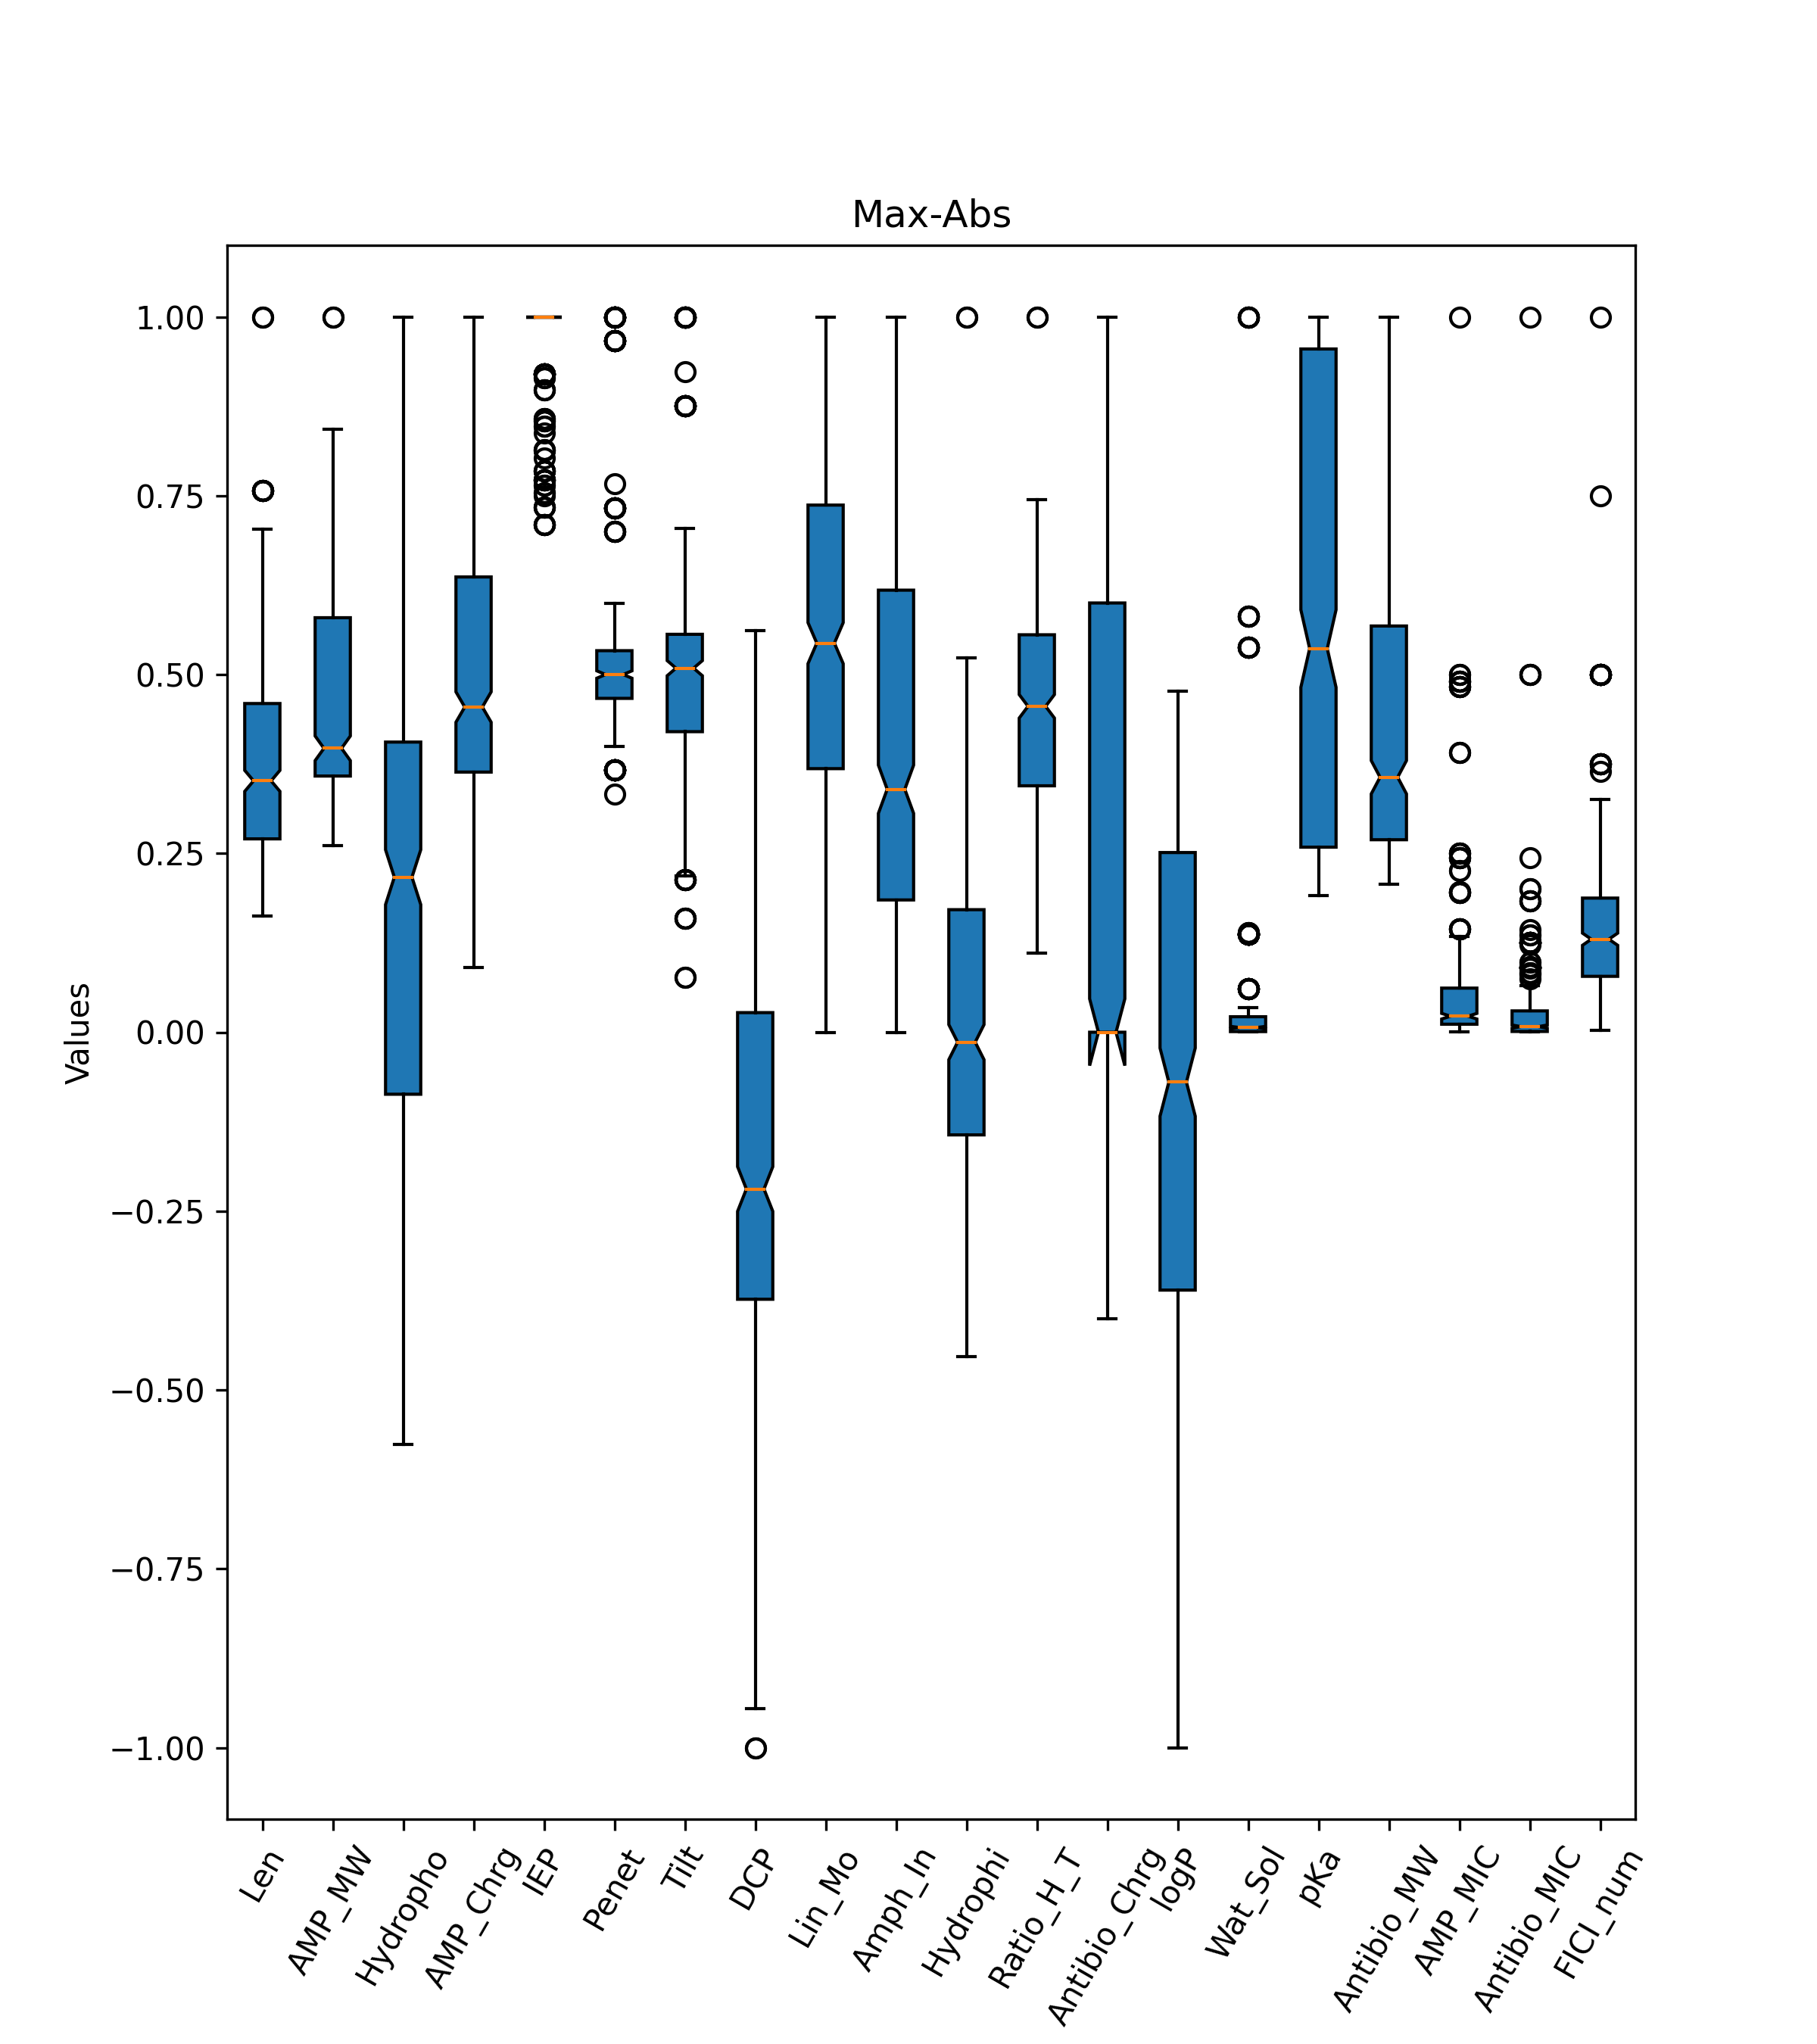 Max-Abs
Values
1.00
0.75
0.50
0.25
0.00
−0.25
−0.50
−0.75
−1.00
Len
AMP_MW
Hydropho
AMP_Chrg
IEP
Penet
Tilt
DCP
Lin_Mo
Amph_In
Hydrophi
Ratio_H_T
Antibio_Chrg
logP
Wat_Sol
pKa
Antibio_MW
AMP_MIC
Antibio_MIC
FICI_num